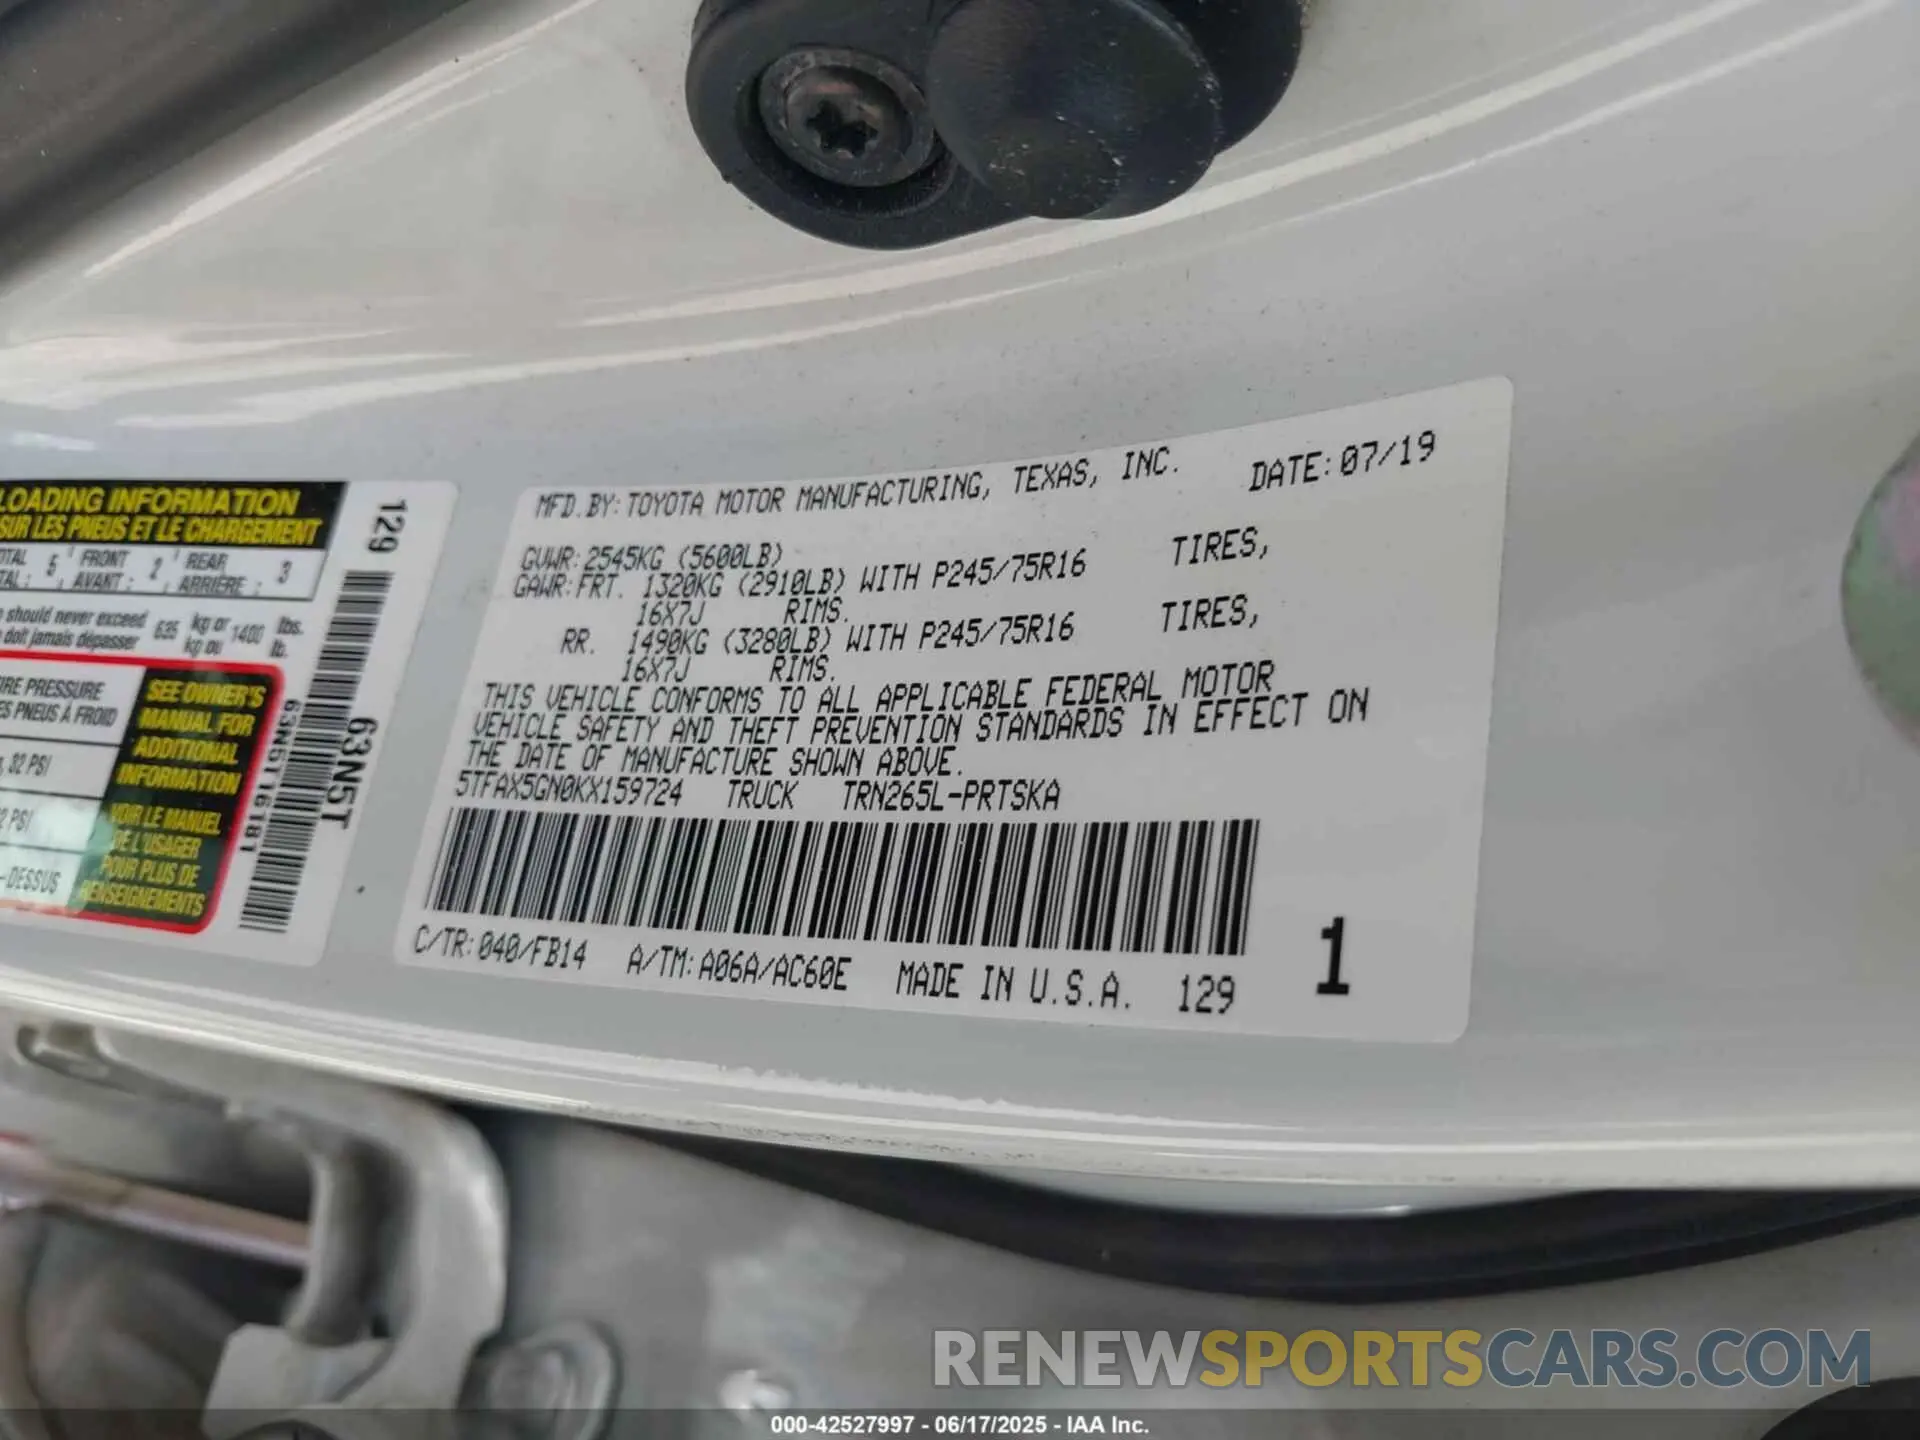 LOADING INFORMATION
SUR LES PNEUS ET LE CHARGEMENT
5 FRONT 2 REAR 3
AVANT : ARRIÈRE :
should never exceed 635 kg or 1400 lbs.
doit jamais dépasser kg ou lb.
PRESSURE
PNEUS À FROID
32 PSI
PSI
DESSUS
SEE OWNER'S
MANUAL FOR
ADDITIONAL
INFORMATION
VOIR LE MANUEL
DE L'USAGER
POUR PLUS DE
RENSEIGNEMENTS
129
63N5T
63N5T16181
MFD.BY:TOYOTA MOTOR MANUFACTURING, TEXAS, INC. DATE:07/19
GVWR:2545KG (5600LB)
GAWR:FRT. 1320KG (2910LB) WITH P245/75R16 TIRES,
16X7J RIMS.
RR. 1490KG (3280LB) WITH P245/75R16 TIRES,
16X7J RIMS.
THIS VEHICLE CONFORMS TO ALL APPLICABLE FEDERAL MOTOR
VEHICLE SAFETY AND THEFT PREVENTION STANDARDS IN EFFECT ON
THE DATE OF MANUFACTURE SHOWN ABOVE.
5TFAX5GN0KX159724 TRUCK TRN265L-PRTSKA
C/TR:040/FB14 A/TM:A06A/AC60E MADE IN U.S.A. 129 1
RENEWSPORTSCARS.COM
000-42527997 - 06/17/2025 - IAA Inc.